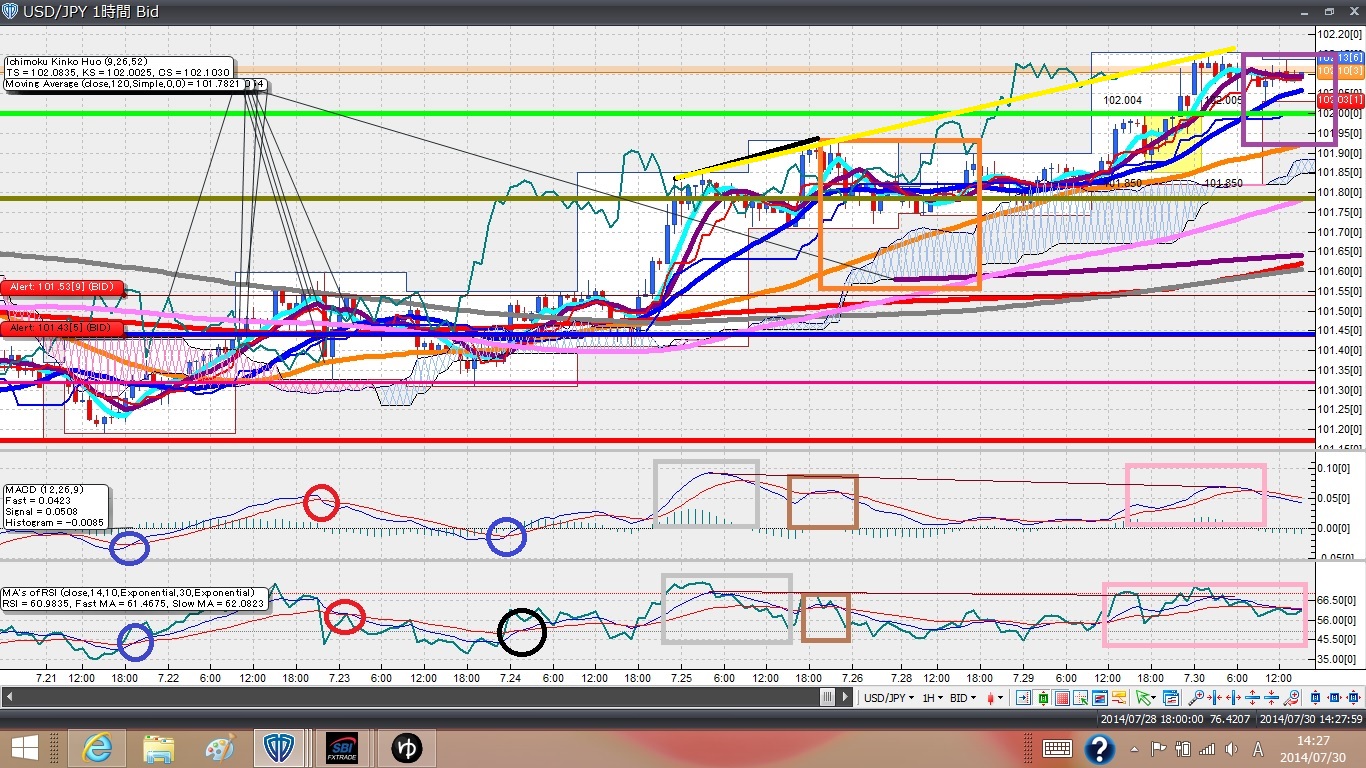 USD/JPY 1時間 Bid
Ichimoku Kinko Huo (9,26,52)
TS = 102.0835, KS = 102.0025, CS = 102.1030
Moving Average (close,120,Simple,0,0) = 101.7821
102.20[0]
102.13[6]
102.10[3]
102.03[1]
102.00[0]
101.95[0]
101.90[0]
101.85[0]
101.80[0]
101.75[0]
101.70[0]
101.65[0]
101.60[0]
101.55[0]
101.50[0]
101.45[0]
101.40[0]
101.35[0]
101.30[0]
101.25[0]
101.20[0]
102.004
102.005
101.850
101.850
Alert: 101.53[9] (BID)
Alert: 101.43[5] (BID)
MACD (12,26,9)
Fast = 0.0423
Signal = 0.0508
Histogram = -0.0085
0.10[0]
0.05[0]
0.00[0]
MA's of RSI (close,14,10,Exponential,30,Exponential)
RSI = 60.9835, Fast MA = 61.4675, Slow MA = 62.0823
66.50[0]
56.00[0]
45.50[0]
35.00[0]
7.21 12:00 18:00 7.22 6:00 12:00 18:00 7.23 6:00 12:00 18:00 7.24 6:00 12:00 18:00 7.25 6:00 12:00 18:00 7.26 7.28 12:00 18:00 7.29 6:00 12:00 18:00 7.30 6:00 12:00
USD/JPY 1H BID
2014/07/28 18:00:00 76.4207 2014/07/30 14:27:59
SBI
FXTRADE
ゆ
A
14:27
2014/07/30